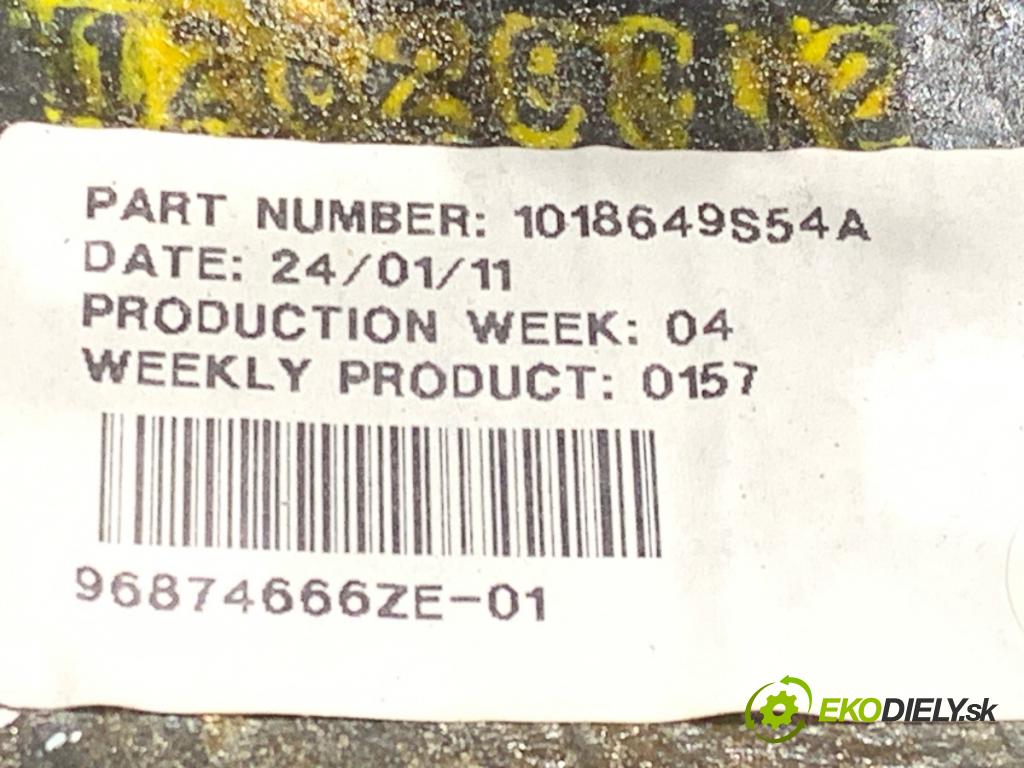 PART NUMBER: 1018649S54A
DATE: 24/01/11
PRODUCTION WEEK: 04
WEEKLY PRODUCT: 0157
96874666ZE-01
EKODIELY.sk